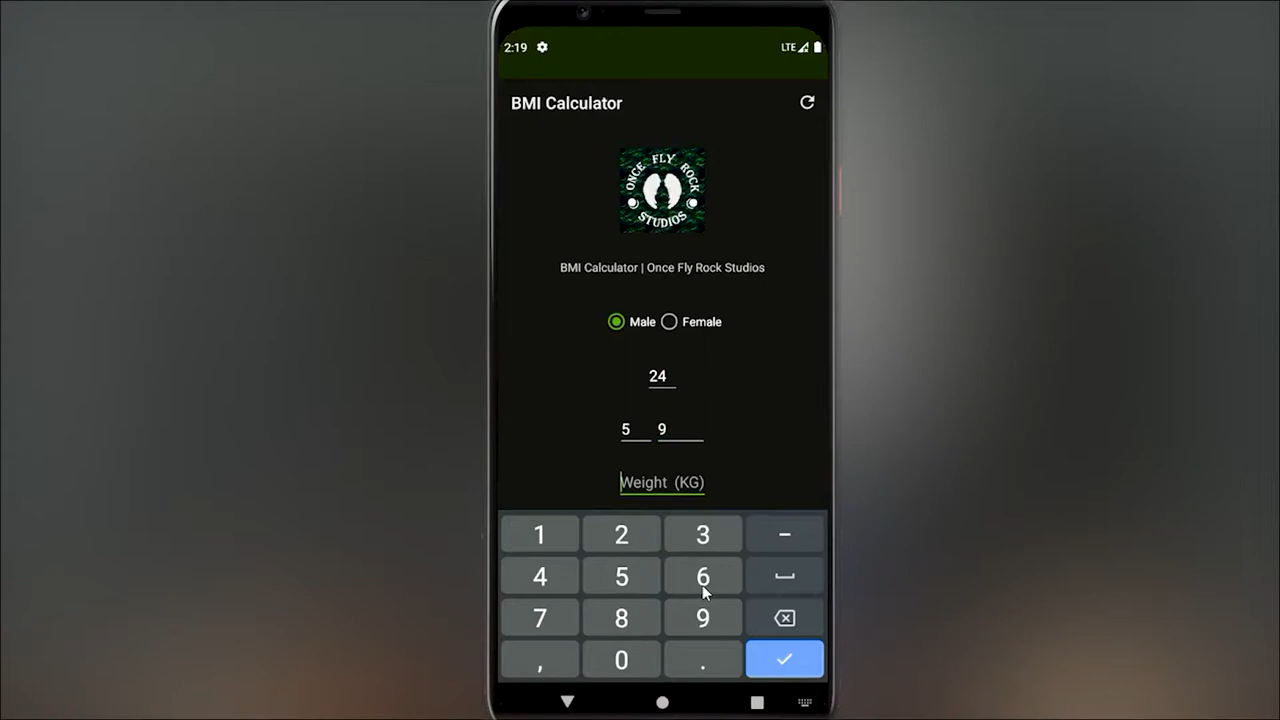 2:19 LTE
BMI Calculator
ONCE FLY ROCK
STUDIOS
BMI Calculator | Once Fly Rock Studios
Male Female
24
5 9
Weight (KG)
1 2 3 -
4 5 6
7 8 9
, 0 .